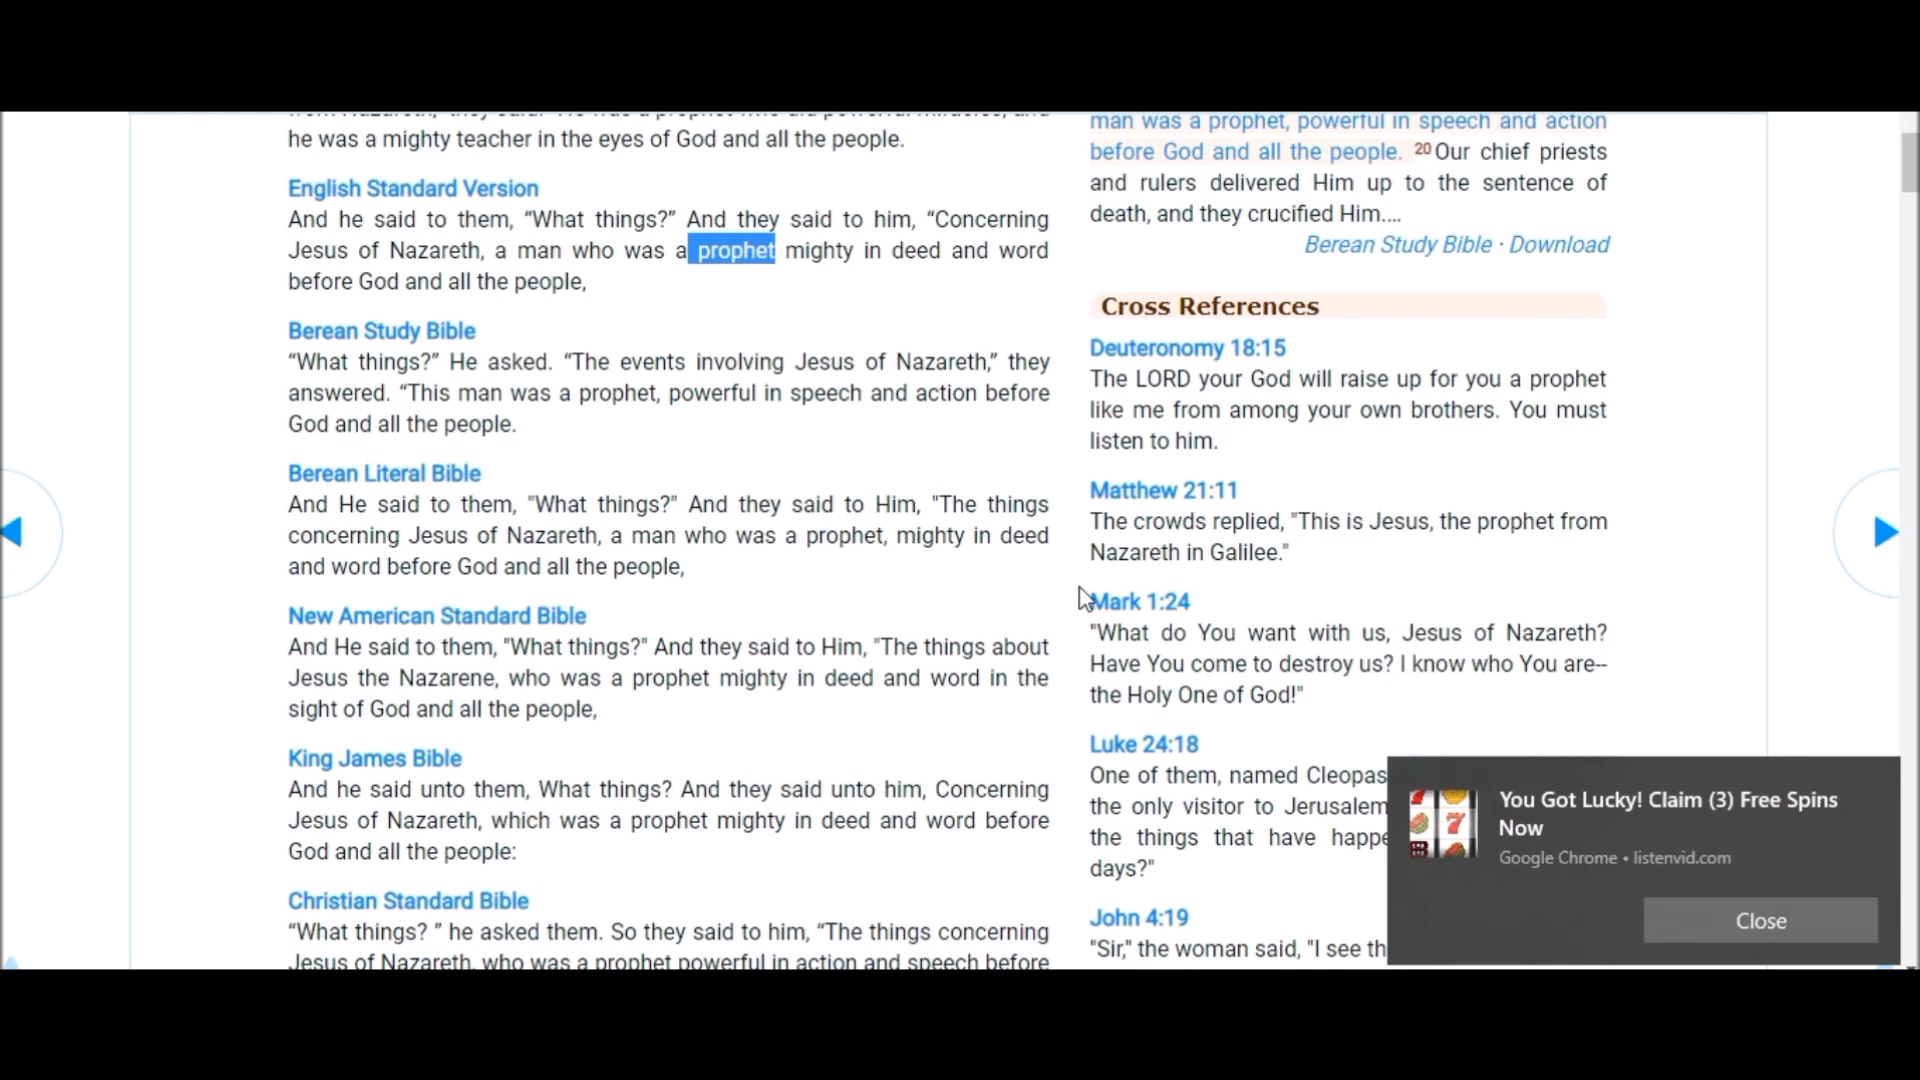 he was a mighty teacher in the eyes of God and all the people.
English Standard Version
And he said to them, “What things?” And they said to him, “Concerning
Jesus of Nazareth, a man who was a prophet mighty in deed and word
before God and all the people,
Berean Study Bible
“What things?” He asked. “The events involving Jesus of Nazareth,” they
answered. “This man was a prophet, powerful in speech and action before
God and all the people.
Berean Literal Bible
And He said to them, "What things?" And they said to Him, "The things
concerning Jesus of Nazareth, a man who was a prophet, mighty in deed
and word before God and all the people,
New American Standard Bible
And He said to them, "What things?" And they said to Him, "The things about
Jesus the Nazarene, who was a prophet mighty in deed and word in the
sight of God and all the people,
King James Bible
And he said unto them, What things? And they said unto him, Concerning
Jesus of Nazareth, which was a prophet mighty in deed and word before
God and all the people:
Christian Standard Bible
“What things? ” he asked them. So they said to him, “The things concerning
Jesus of Nazareth, who was a prophet powerful in action and speech before
man was a prophet, powerful in speech and action
before God and all the people. 20 Our chief priests
and rulers delivered Him up to the sentence of
death, and they crucified Him....
Berean Study Bible · Download
Cross References
Deuteronomy 18:15
The LORD your God will raise up for you a prophet
like me from among your own brothers. You must
listen to him.
Matthew 21:11
The crowds replied, "This is Jesus, the prophet from
Nazareth in Galilee."
Mark 1:24
"What do You want with us, Jesus of Nazareth?
Have You come to destroy us? I know who You are--
the Holy One of God!"
Luke 24:18
One of them, named Cleopas
the only visitor to Jerusalem
the things that have happe
days?"
John 4:19
"Sir," the woman said, "I see th
You Got Lucky! Claim (3) Free Spins
Now
Google Chrome • listenvid.com
Close